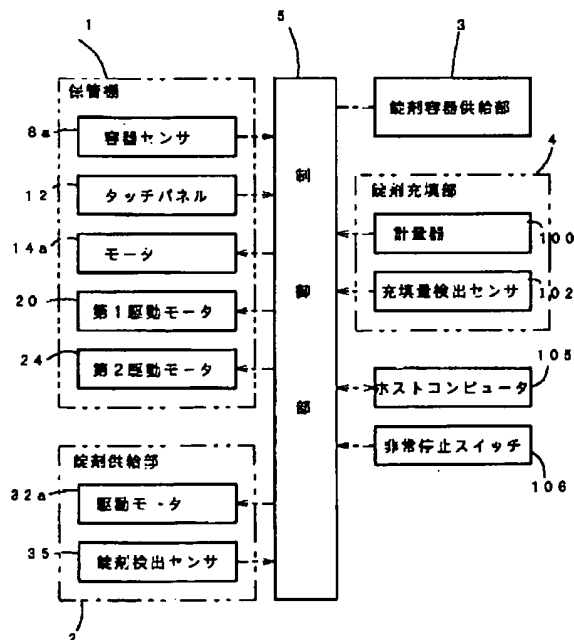 1
5
3
保管棚
8a
容器センサ
12
タッチパネル
14a
モータ
20
第1駆動モータ
24
第2駆動モータ
錠剤供給部
32a
駆動モータ
35
錠剤検出センサ
2
制御部
錠剤容器供給部
4
錠剤充填部
計量器
100
充填量検出センサ
102
ホストコンピュータ
105
非常停止スイッチ
106